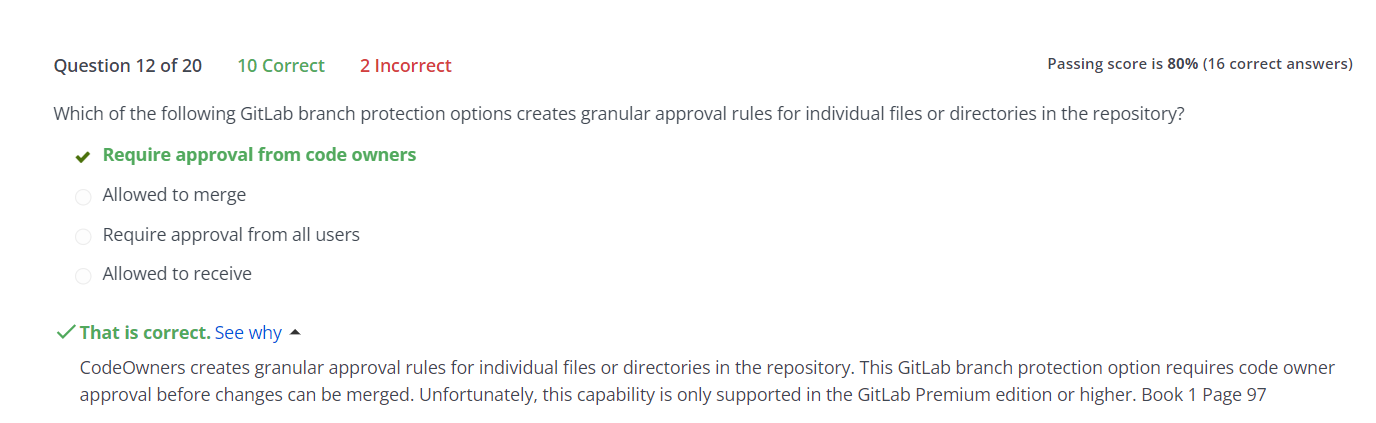 Question 12 of 20 10 Correct 2 Incorrect Passing score is 80% (16 correct answers)
Which of the following GitLab branch protection options creates granular approval rules for individual files or directories in the repository?
Require approval from code owners
Allowed to merge
Require approval from all users
Allowed to receive
That is correct. See why
CodeOwners creates granular approval rules for individual files or directories in the repository. This GitLab branch protection option requires code owner
approval before changes can be merged. Unfortunately, this capability is only supported in the GitLab Premium edition or higher. Book 1 Page 97